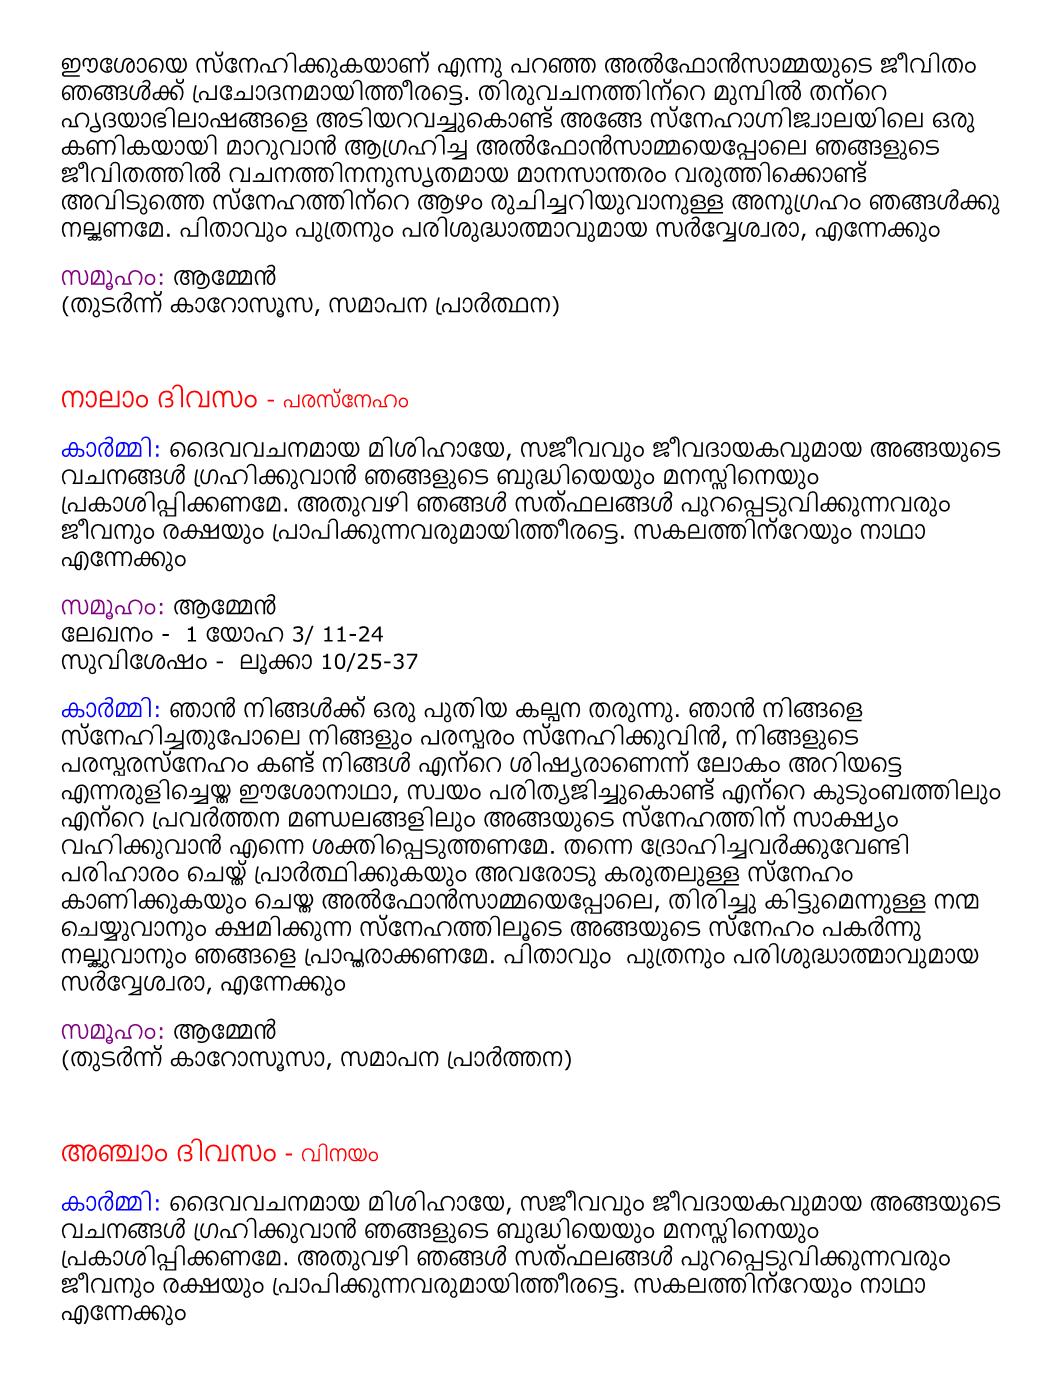 ഈശോയെ സ്നേഹിക്കുകയാണ് എന്നു പറഞ്ഞ അൽഫോൻസാമ്മയുടെ ജീവിതം
ഞങ്ങൾക്ക് പ്രചോദനമായിത്തീരട്ടെ. തിരുവചനത്തിന്റെ മുമ്പിൽ തന്റെ
ഹൃദയാഭിലാഷങ്ങളെ അടിയറവച്ചുകൊണ്ട് അങ്ങേ സ്നേഹാഗ്നിജ്വാലയിലെ ഒരു
കണികയായി മാറുവാൻ ആഗ്രഹിച്ച അൽഫോൻസാമ്മയെപ്പോലെ ഞങ്ങളുടെ
ജീവിതത്തിൽ വചനത്തിനനുസൃതമായ മാനസാന്തരം വരുത്തിക്കൊണ്ട്
അവിടുത്തെ സ്നേഹത്തിന്റെ ആഴം രുചിച്ചറിയുവാനുള്ള അനുഗ്രഹം ഞങ്ങൾക്കു
നല്കണമേ. പിതാവും പുത്രനും പരിശുദ്ധാത്മാവുമായ സർവ്വേശ്വരാ, എന്നേക്കും
സമൂഹം: ആമ്മേൻ
(തുടർന്ന് കാറോസൂസ, സമാപന പ്രാർത്ഥന)
നാലാം ദിവസം - പരസ്നേഹം
കാർമ്മി: ദൈവവചനമായ മിശിഹായേ, സജീവവും ജീവദായകവുമായ അങ്ങയുടെ
വചനങ്ങൾ ഗ്രഹിക്കുവാൻ ഞങ്ങളുടെ ബുദ്ധിയെയും മനസ്സിനെയും
പ്രകാശിപ്പിക്കണമേ. അതുവഴി ഞങ്ങൾ സത്ഫലങ്ങൾ പുറപ്പെടുവിക്കുന്നവരും
ജീവനും രക്ഷയും പ്രാപിക്കുന്നവരുമായിത്തീരട്ടെ. സകലത്തിന്റേയും നാഥാ
എന്നേക്കും
സമൂഹം: ആമ്മേൻ
ലേഖനം -  1 യോഹ 3/ 11-24
സുവിശേഷം -  ലൂക്കാ 10/25-37
കാർമ്മി: ഞാൻ നിങ്ങൾക്ക് ഒരു പുതിയ കല്പന തരുന്നു. ഞാൻ നിങ്ങളെ
സ്നേഹിച്ചതുപോലെ നിങ്ങളും പരസ്പരം സ്നേഹിക്കുവിൻ, നിങ്ങളുടെ
പരസ്പരസ്നേഹം കണ്ട് നിങ്ങൾ എന്റെ ശിഷ്യരാണെന്ന് ലോകം അറിയട്ടെ
എന്നരുളിച്ചെയ്ത ഈശോനാഥാ, സ്വയം പരിത്യജിച്ചുകൊണ്ട് എന്റെ കുടുംബത്തിലും
എന്റെ പ്രവർത്തന മണ്ഡലങ്ങളിലും അങ്ങയുടെ സ്നേഹത്തിന് സാക്ഷ്യം
വഹിക്കുവാൻ എന്നെ ശക്തിപ്പെടുത്തണമേ. തന്നെ ദ്രോഹിച്ചവർക്കുവേണ്ടി
പരിഹാരം ചെയ്ത് പ്രാർത്ഥിക്കുകയും അവരോടു കരുതലുള്ള സ്നേഹം
കാണിക്കുകയും ചെയ്ത അൽഫോൻസാമ്മയെപ്പോലെ, തിരിച്ചു കിട്ടുമെന്നുള്ള നന്മ
ചെയ്യുവാനും ക്ഷമിക്കുന്ന സ്നേഹത്തിലൂടെ അങ്ങയുടെ സ്നേഹം പകർന്നു
നല്കുവാനും ഞങ്ങളെ പ്രാപ്തരാക്കണമേ. പിതാവും  പുത്രനും പരിശുദ്ധാത്മാവുമായ
സർവ്വേശ്വരാ, എന്നേക്കും
സമൂഹം: ആമ്മേൻ
(തുടർന്ന് കാറോസൂസാ, സമാപന പ്രാർത്തന)
അഞ്ചാം ദിവസം - വിനയം
കാർമ്മി: ദൈവവചനമായ മിശിഹായേ, സജീവവും ജീവദായകവുമായ അങ്ങയുടെ
വചനങ്ങൾ ഗ്രഹിക്കുവാൻ ഞങ്ങളുടെ ബുദ്ധിയെയും മനസ്സിനെയും
പ്രകാശിപ്പിക്കണമേ. അതുവഴി ഞങ്ങൾ സത്ഫലങ്ങൾ പുറപ്പെടുവിക്കുന്നവരും
ജീവനും രക്ഷയും പ്രാപിക്കുന്നവരുമായിത്തീരട്ടെ. സകലത്തിന്റേയും നാഥാ
എന്നേക്കും